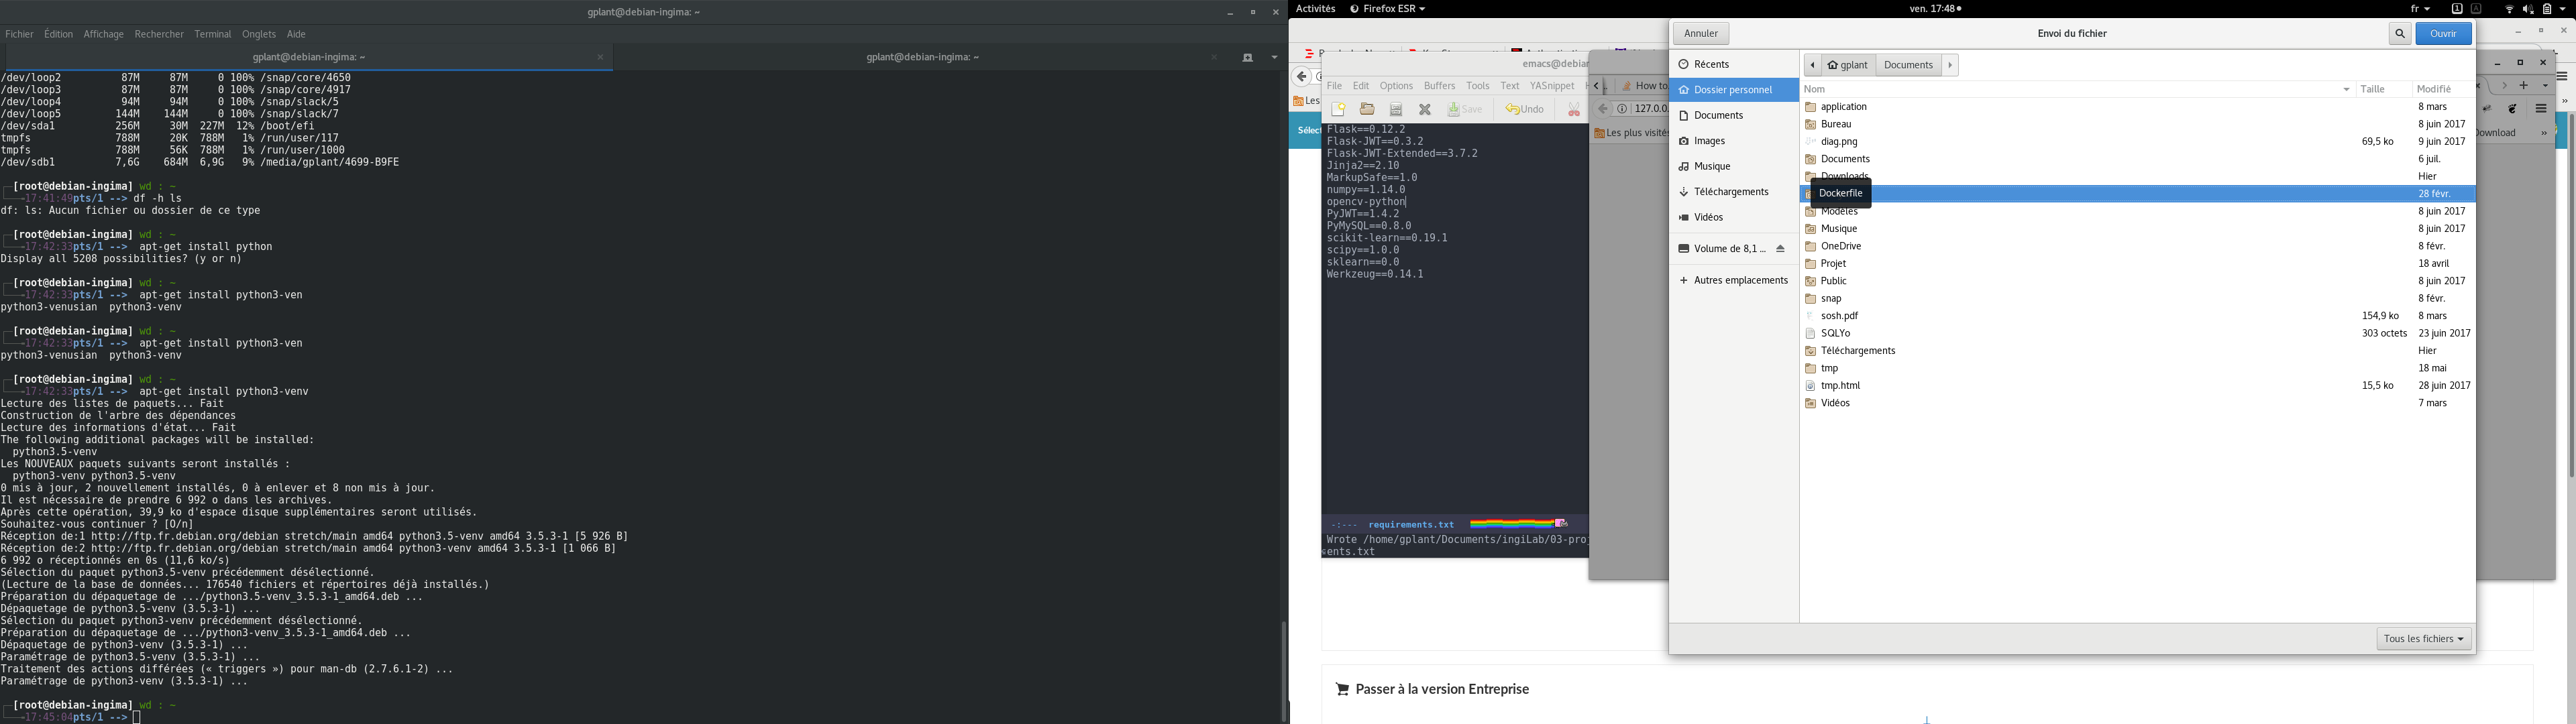 gplant@debian-ingima: ~
Fichier Édition Affichage Rechercher Terminal Onglets Aide
gplant@debian-ingima: ~ gplant@debian-ingima: ~
/dev/loop2 87M 87M 0 100% /snap/core/4650
/dev/loop3 87M 87M 0 100% /snap/core/4917
/dev/loop4 94M 94M 0 100% /snap/slack/5
/dev/loop5 144M 144M 0 100% /snap/slack/7
/dev/sda1 256M 30M 227M 12% /boot/efi
tmpfs 788M 20K 788M 1% /run/user/117
tmpfs 788M 56K 788M 1% /run/user/1000
/dev/sdb1 7,6G 684M 6,9G 9% /media/gplant/4699-B9FE
[root@debian-ingima] wd : ~
17:41:49pts/1 --> df -h ls
df: ls: Aucun fichier ou dossier de ce type
[root@debian-ingima] wd : ~
17:42:33pts/1 --> apt-get install python
Display all 5208 possibilities? (y or n)
[root@debian-ingima] wd : ~
17:42:33pts/1 --> apt-get install python3-ven
python3-venusian python3-venv
[root@debian-ingima] wd : ~
17:42:33pts/1 --> apt-get install python3-ven
python3-venusian python3-venv
[root@debian-ingima] wd : ~
17:42:33pts/1 --> apt-get install python3-venv
Lecture des listes de paquets... Fait
Construction de l'arbre des dépendances
Lecture des informations d'état... Fait
The following additional packages will be installed:
python3.5-venv
Les NOUVEAUX paquets suivants seront installés :
python3-venv python3.5-venv
0 mis à jour, 2 nouvellement installés, 0 à enlever et 8 non mis à jour.
Il est nécessaire de prendre 6 992 o dans les archives.
Après cette opération, 39,9 ko d'espace disque supplémentaires seront utilisés.
Souhaitez-vous continuer ? [O/n]
Réception de:1 http://ftp.fr.debian.org/debian stretch/main amd64 python3.5-venv amd64 3.5.3-1 [5 926 B]
Réception de:2 http://ftp.fr.debian.org/debian stretch/main amd64 python3-venv amd64 3.5.3-1 [1 066 B]
6 992 o réceptionnés en 0s (11,6 ko/s)
Sélection du paquet python3.5-venv précédemment désélectionné.
(Lecture de la base de données... 176540 fichiers et répertoires déjà installés.)
Préparation du dépaquetage de .../python3.5-venv_3.5.3-1_amd64.deb ...
Dépaquetage de python3.5-venv (3.5.3-1) ...
Sélection du paquet python3-venv précédemment désélectionné.
Préparation du dépaquetage de .../python3-venv_3.5.3-1_amd64.deb ...
Dépaquetage de python3-venv (3.5.3-1) ...
Paramétrage de python3.5-venv (3.5.3-1) ...
Traitement des actions différées (« triggers ») pour man-db (2.7.6.1-2) ...
Paramétrage de python3-venv (3.5.3-1) ...
[root@debian-ingima] wd : ~
17:45:04pts/1 -->
Activités Firefox ESR ven. 17:48 fr 1 A
emacs@debian
File Edit Options Buffers Tools Text YASnippet H
Save Undo
Flask==0.12.2
Flask-JWT==0.3.2
Flask-JWT-Extended==3.7.2
Jinja2==2.10
MarkupSafe==1.0
numpy==1.14.0
opencv-python
PyJWT==1.4.2
PyMySQL==0.8.0
scikit-learn==0.19.1
scipy==1.0.0
sklearn==0.0
Werkzeug==0.14.1
-:--- requirements.txt
Wrote /home/gplant/Documents/ingiLab/03-proj
ents.txt
Les
Sélect
How to
127.0.0.
Les plus visités
ownload
Annuler Envoi du fichier Ouvrir
Récents
Dossier personnel
Documents
Images
Musique
Téléchargements
Vidéos
Volume de 8,1 ...
Autres emplacements
gplant Documents
Nom Taille Modifié
application 8 mars
Bureau 8 juin 2017
diag.png 69,5 ko 9 juin 2017
Documents 6 juil.
Downloads Hier
Dockerfile 28 févr.
Modèles 8 juin 2017
Musique 8 juin 2017
OneDrive 8 févr.
Projet 18 avril
Public 8 juin 2017
snap 8 févr.
sosh.pdf 154,9 ko 8 mars
SQLYo 303 octets 23 juin 2017
Téléchargements Hier
tmp 18 mai
tmp.html 15,5 ko 28 juin 2017
Vidéos 7 mars
Tous les fichiers
Passer à la version Entreprise